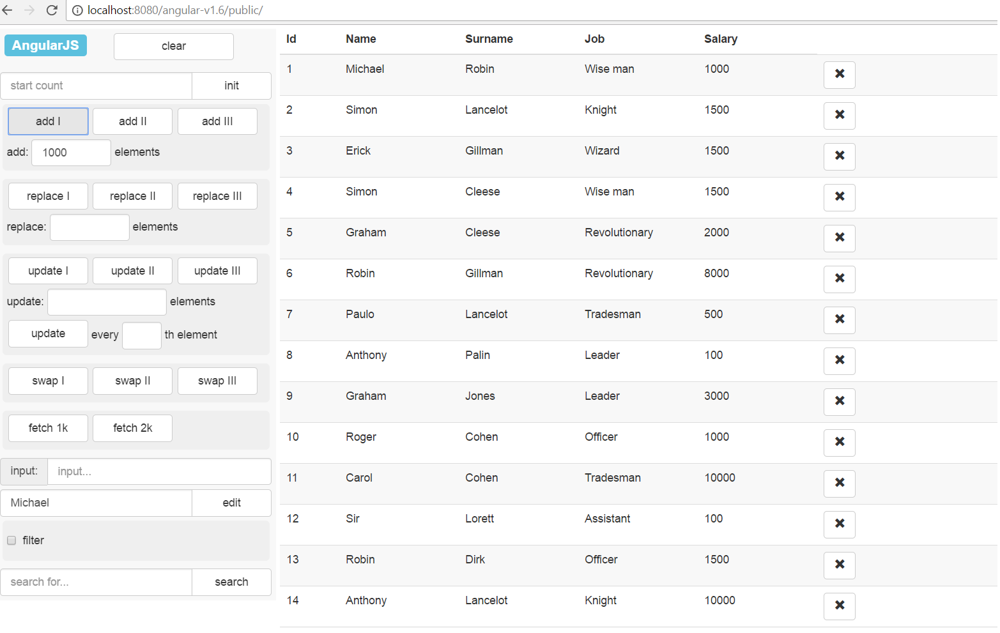 localhost:8080/angular-v1.6/public/
AngularJS clear
start count init
add I add II add III
add: 1000 elements
replace I replace II replace III
replace: elements
update I update II update III
update: elements
update every th element
swap I swap II swap III
fetch 1k fetch 2k
input: input...
Michael edit
filter
search for... search
Id Name Surname Job Salary
1 Michael Robin Wise man 1000
2 Simon Lancelot Knight 1500
3 Erick Gillman Wizard 1500
4 Simon Cleese Wise man 1500
5 Graham Cleese Revolutionary 2000
6 Robin Gillman Revolutionary 8000
7 Paulo Lancelot Tradesman 500
8 Anthony Palin Leader 100
9 Graham Jones Leader 3000
10 Roger Cohen Officer 1000
11 Carol Cohen Tradesman 10000
12 Sir Lorett Assistant 100
13 Robin Dirk Officer 1500
14 Anthony Lancelot Knight 10000